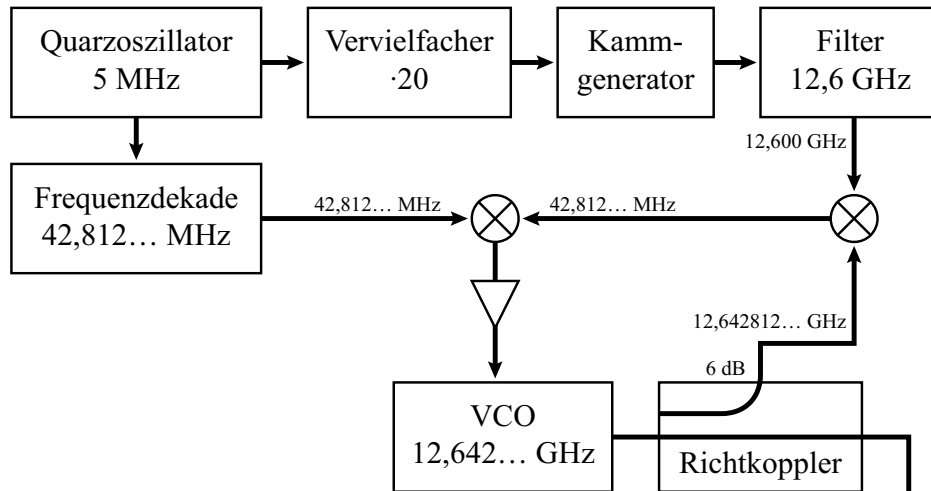 Quarzoszillator
5 MHz
Vervielfacher
·20
Kamm-
generator
Filter
12,6 GHz
12,600 GHz
Frequenzdekade
42,812… MHz
42,812… MHz
42,812… MHz
12,642812… GHz
6 dB
VCO
12,642… GHz
Richtkoppler